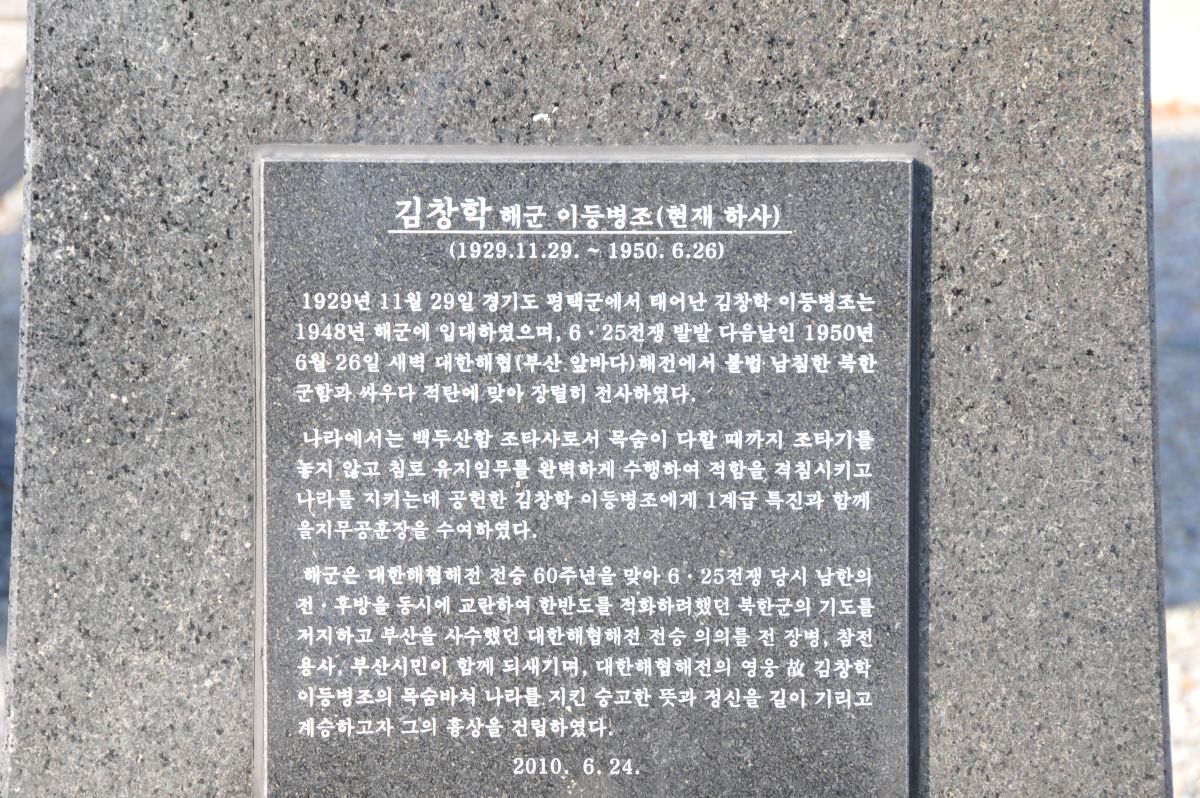 김창학 해군 이등병조(현재 하사)
(1929.11.29. ~ 1950. 6.26)
1929년 11월 29일 경기도 평택군에서 태어난 김창학 이등병조는
1948년 해군에 입대하였으며, 6·25전쟁 발발 다음날인 1950년
6월 26일 새벽 대한해협(부산 앞바다)해전에서 불법 남침한 북한
군함과 싸우다 적탄에 맞아 장렬히 전사하였다.
나라에서는 백두산함 조타사로서 목숨이 다할 때까지 조타기를
놓지 않고 침로 유지임무를 완벽하게 수행하여 적함을 격침시키고
나라를 지키는데 공헌한 김창학 이등병조에게 1계급 특진과 함께
을지무공훈장을 수여하였다.
해군은 대한해협해전 전승 60주년을 맞아 6·25전쟁 당시 남한의
전·후방을 동시에 교란하여 한반도를 적화하려했던 북한군의 기도를
저지하고 부산을 사수했던 대한해협해전 전승 의의를 전 장병, 참전
용사, 부산시민이 함께 되새기며, 대한해협해전의 영웅 故 김창학
이등병조의 목숨바쳐 나라를 지킨 숭고한 뜻과 정신을 길이 기리고
계승하고자 그의 흉상을 건립하였다.
2010. 6. 24.